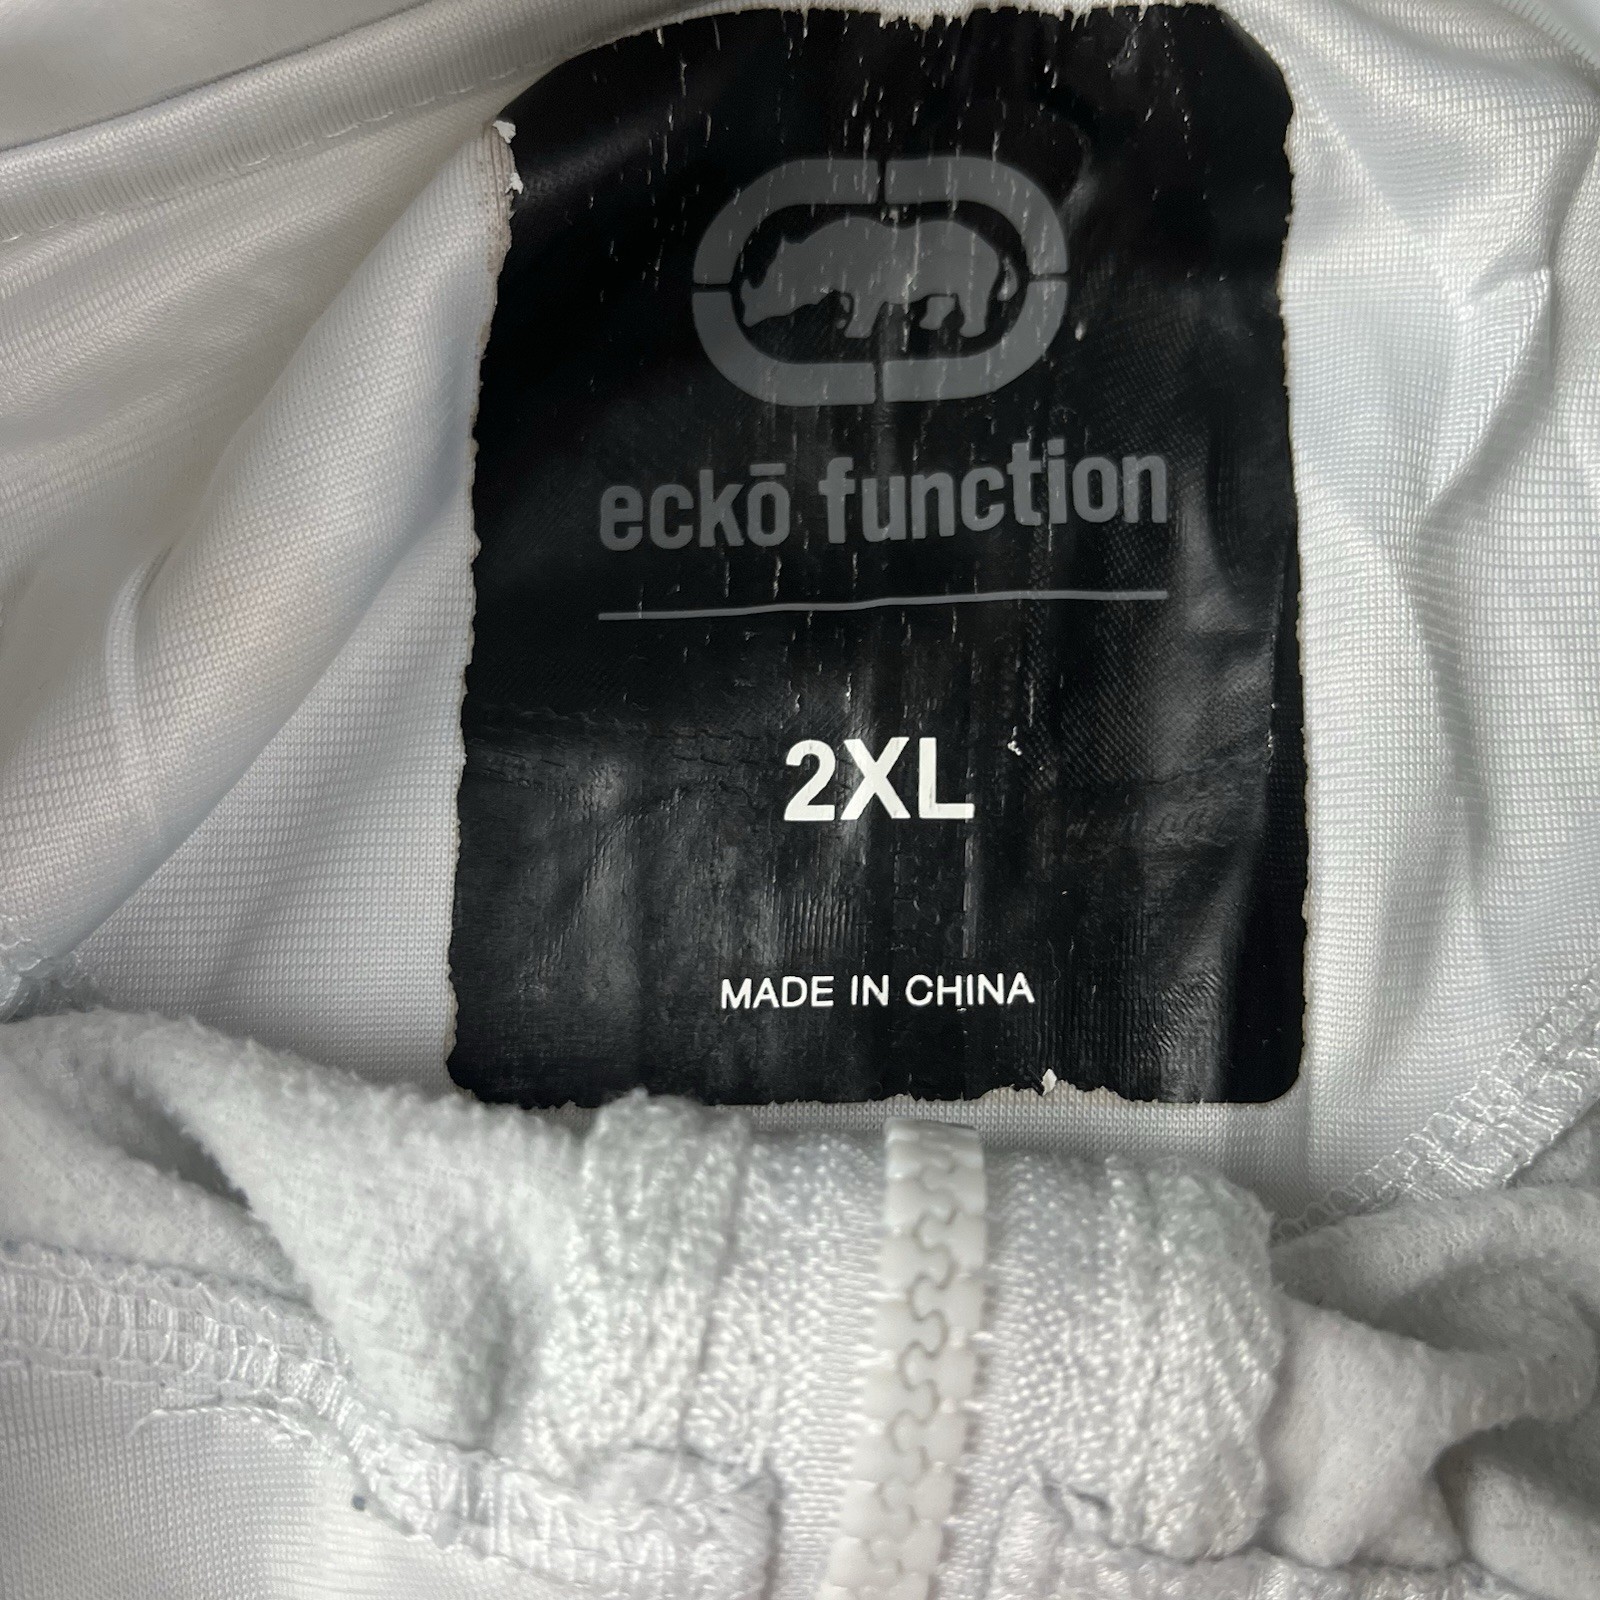 eckō function
2XL
MADE IN CHINA